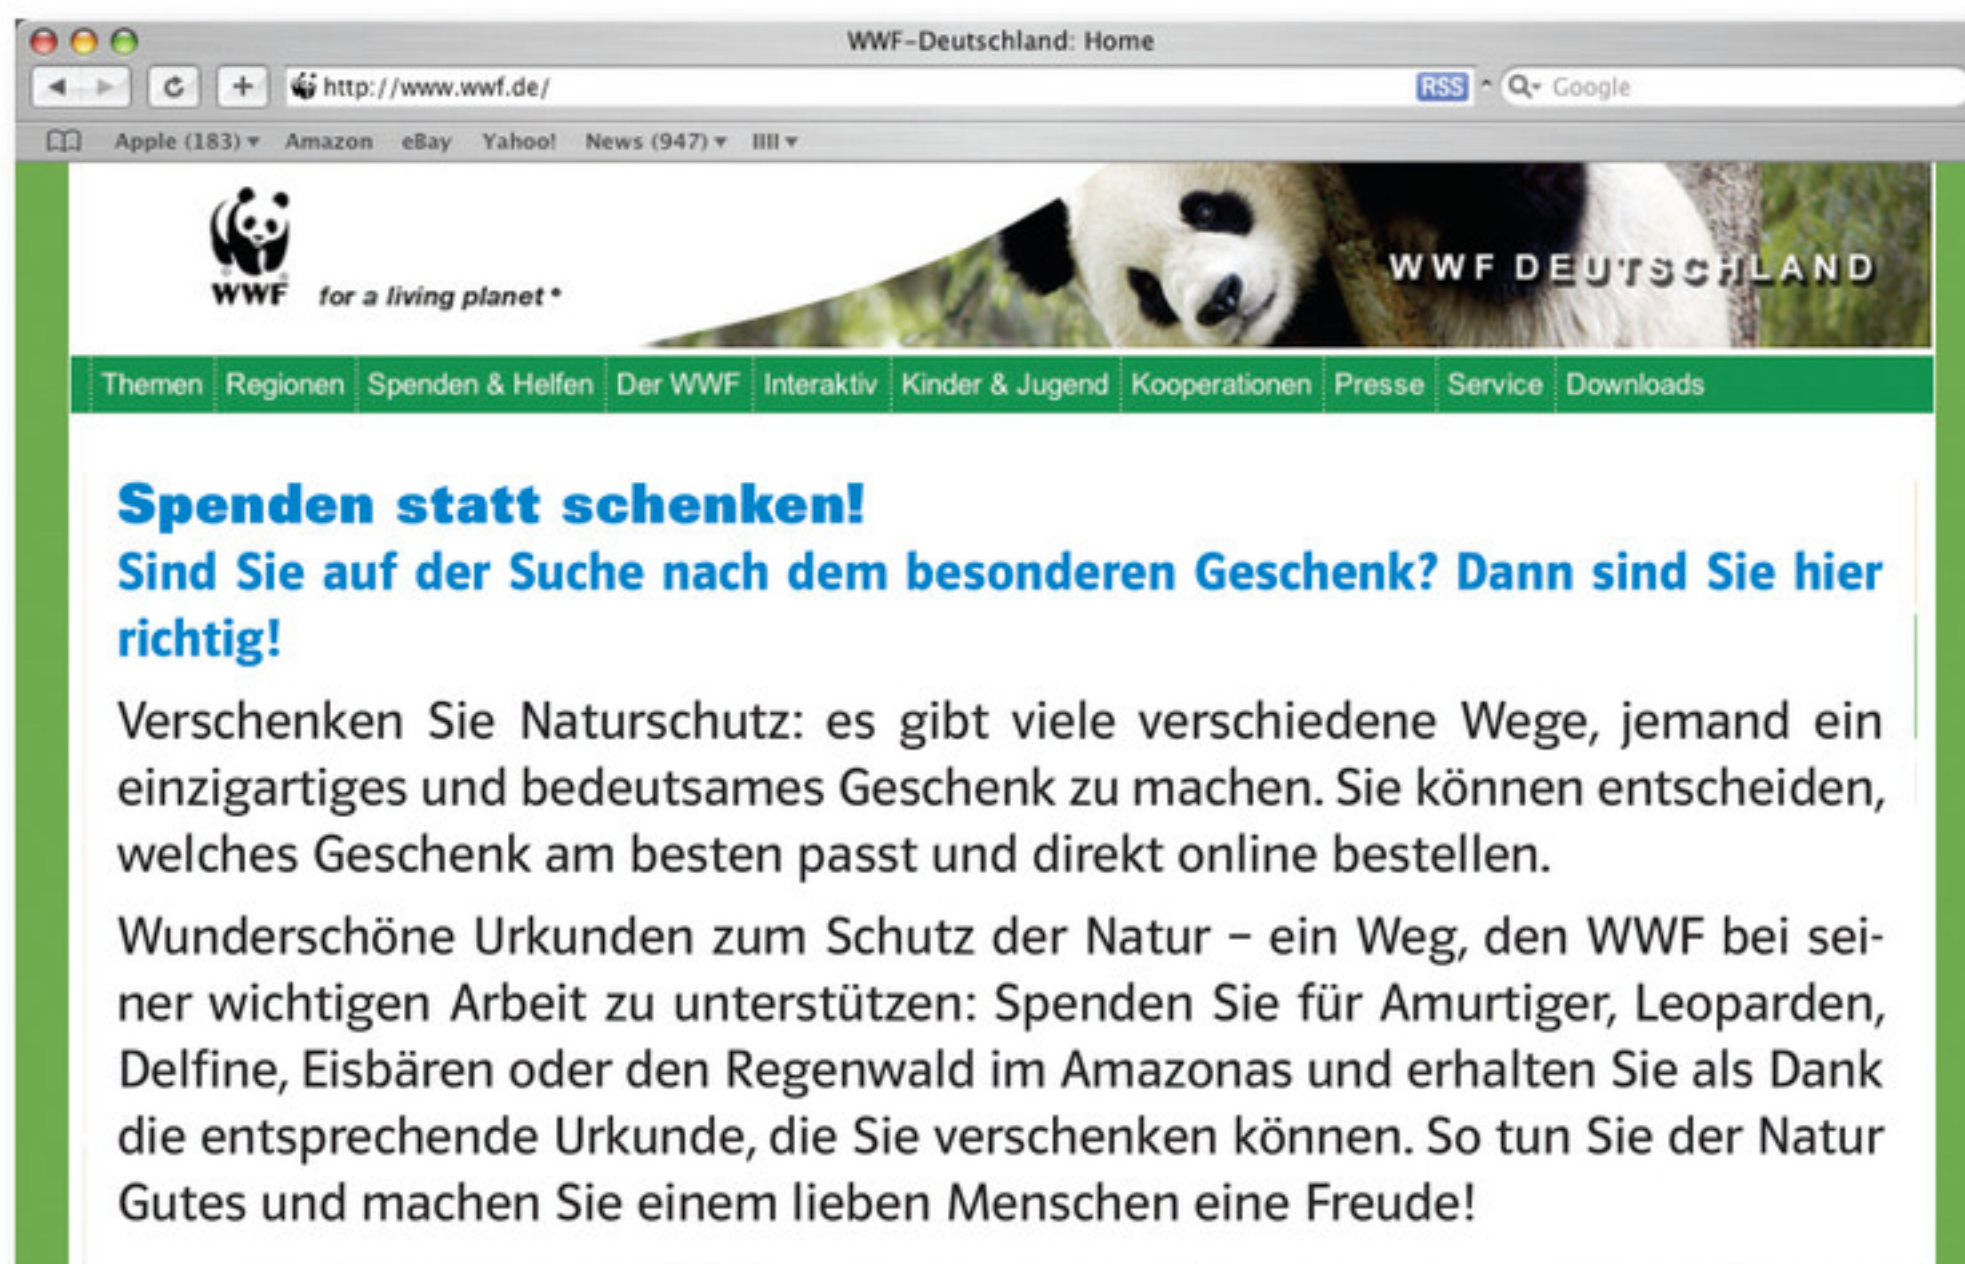 WWF-Deutschland: Home
http://www.wwf.de/
RSS
Google
Apple (183)
Amazon
eBay
Yahoo!
News (947)
WWF
for a living planet
WWF DEUTSCHLAND
Themen Regionen Spenden & Helfen Der WWF Interaktiv Kinder & Jugend Kooperationen Presse Service Downloads
Spenden statt schenken!
Sind Sie auf der Suche nach dem besonderen Geschenk? Dann sind Sie hier
richtig!
Verschenken Sie Naturschutz: es gibt viele verschiedene Wege, jemand ein
einzigartiges und bedeutsames Geschenk zu machen. Sie können entscheiden,
welches Geschenk am besten passt und direkt online bestellen.
Wunderschöne Urkunden zum Schutz der Natur – ein Weg, den WWF bei sei-
ner wichtigen Arbeit zu unterstützen: Spenden Sie für Amurtiger, Leoparden,
Delfine, Eisbären oder den Regenwald im Amazonas und erhalten Sie als Dank
die entsprechende Urkunde, die Sie verschenken können. So tun Sie der Natur
Gutes und machen Sie einem lieben Menschen eine Freude!